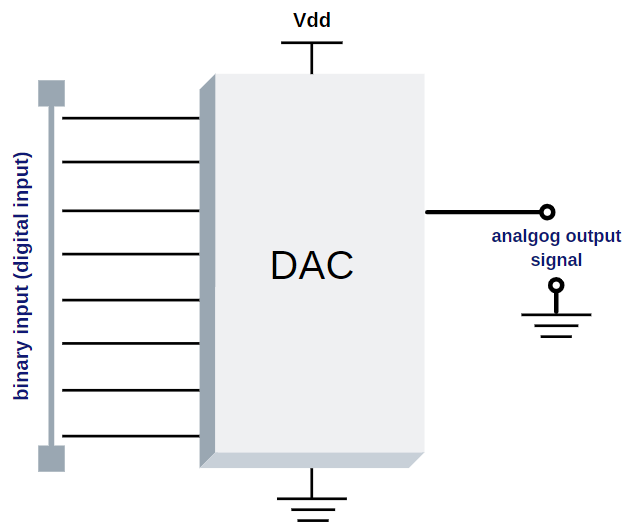 Vdd
binary input (digital input)
DAC
analgog output
signal